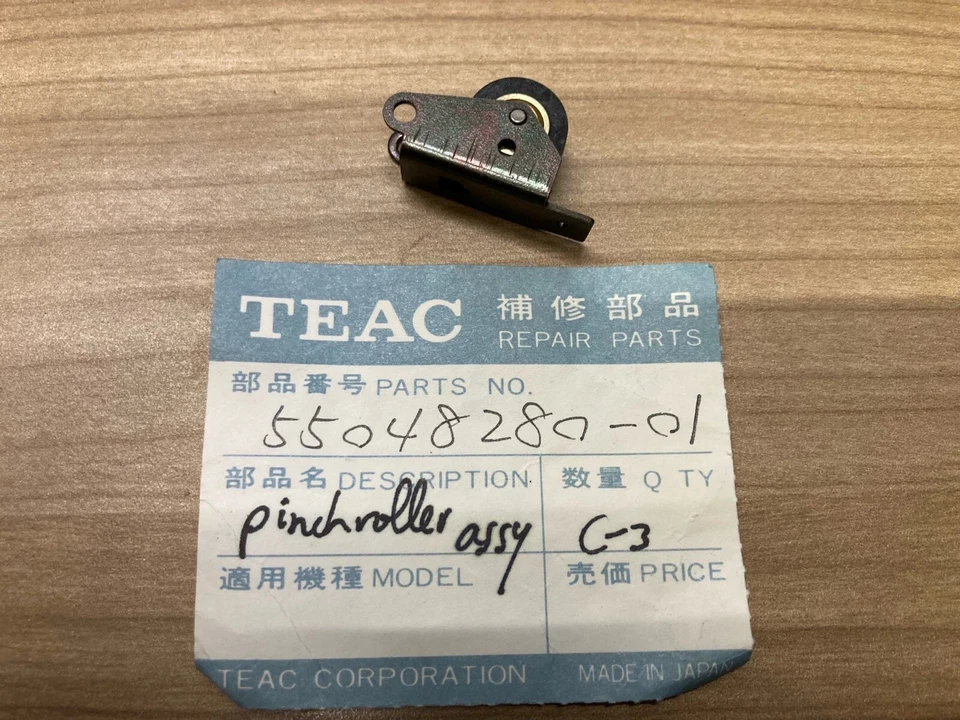 TEAC 補修部品
REPAIR PARTS
部品番号 PARTS NO.
55048280-01
部品名 DESCRIPTION 数量 Q TY
pinchroller assy C-3
適用機種 MODEL 売価 PRICE
TEAC CORPORATION MADE IN JAPAN